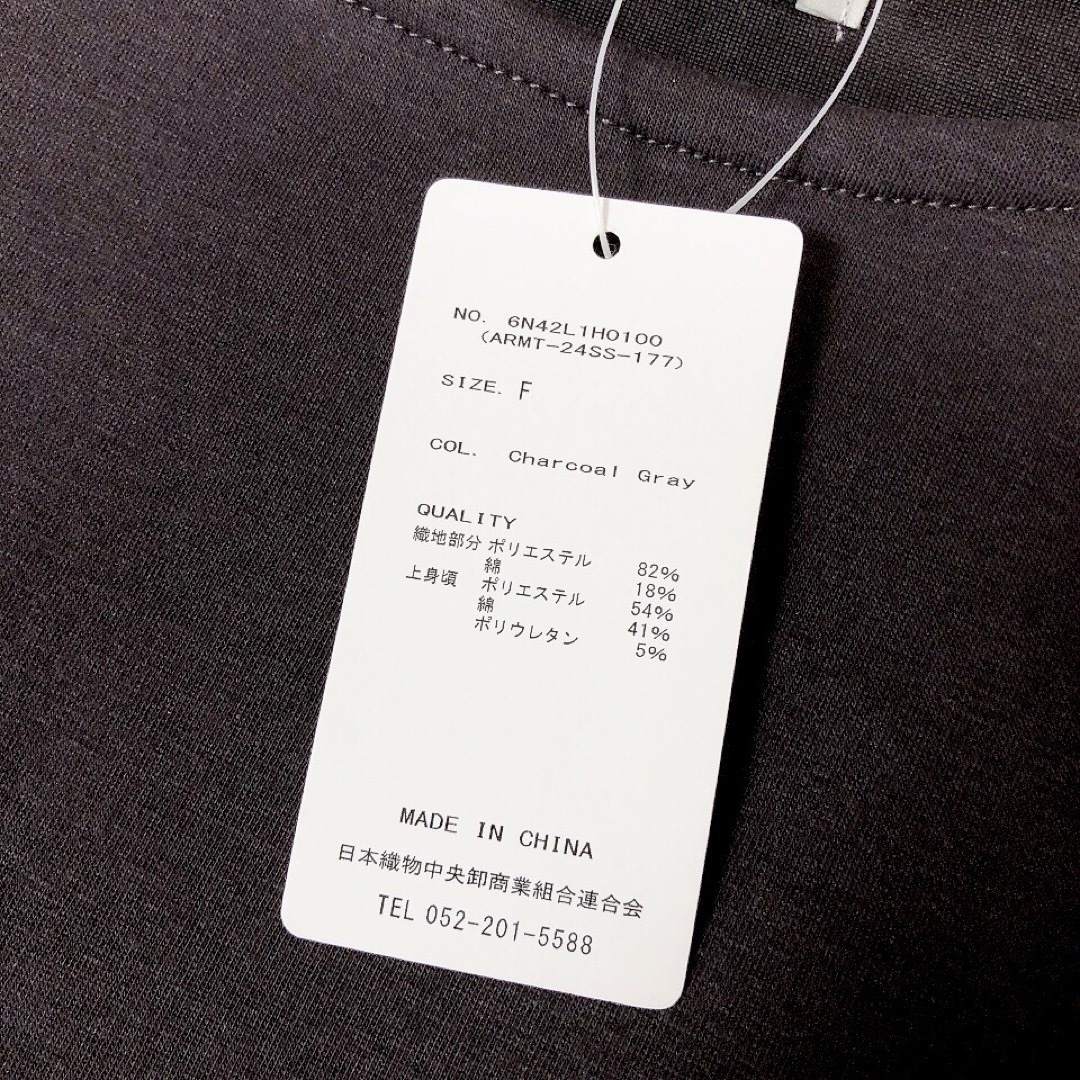 NO. 6N42L1H0100
(ARMT-24SS-177)
SIZE. F
COL. Charcoal Gray
QUALITY
織地部分 ポリエステル 82%
綿 18%
上身頃 ポリエステル 54%
綿 41%
ポリウレタン 5%
MADE IN CHINA
日本織物中央卸商業組合連合会
TEL 052-201-5588